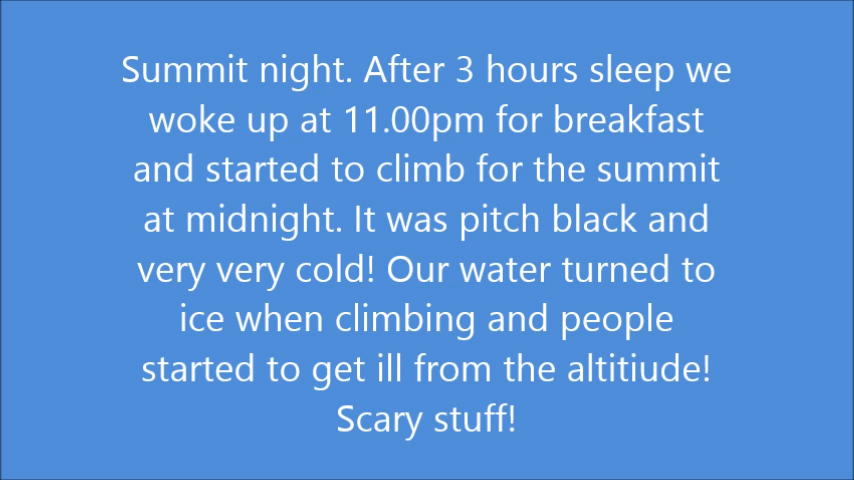 Summit night. After 3 hours sleep we
woke up at 11.00pm for breakfast
and started to climb for the summit
at midnight. It was pitch black and
very very cold! Our water turned to
ice when climbing and people
started to get ill from the altitiude!
Scary stuff!